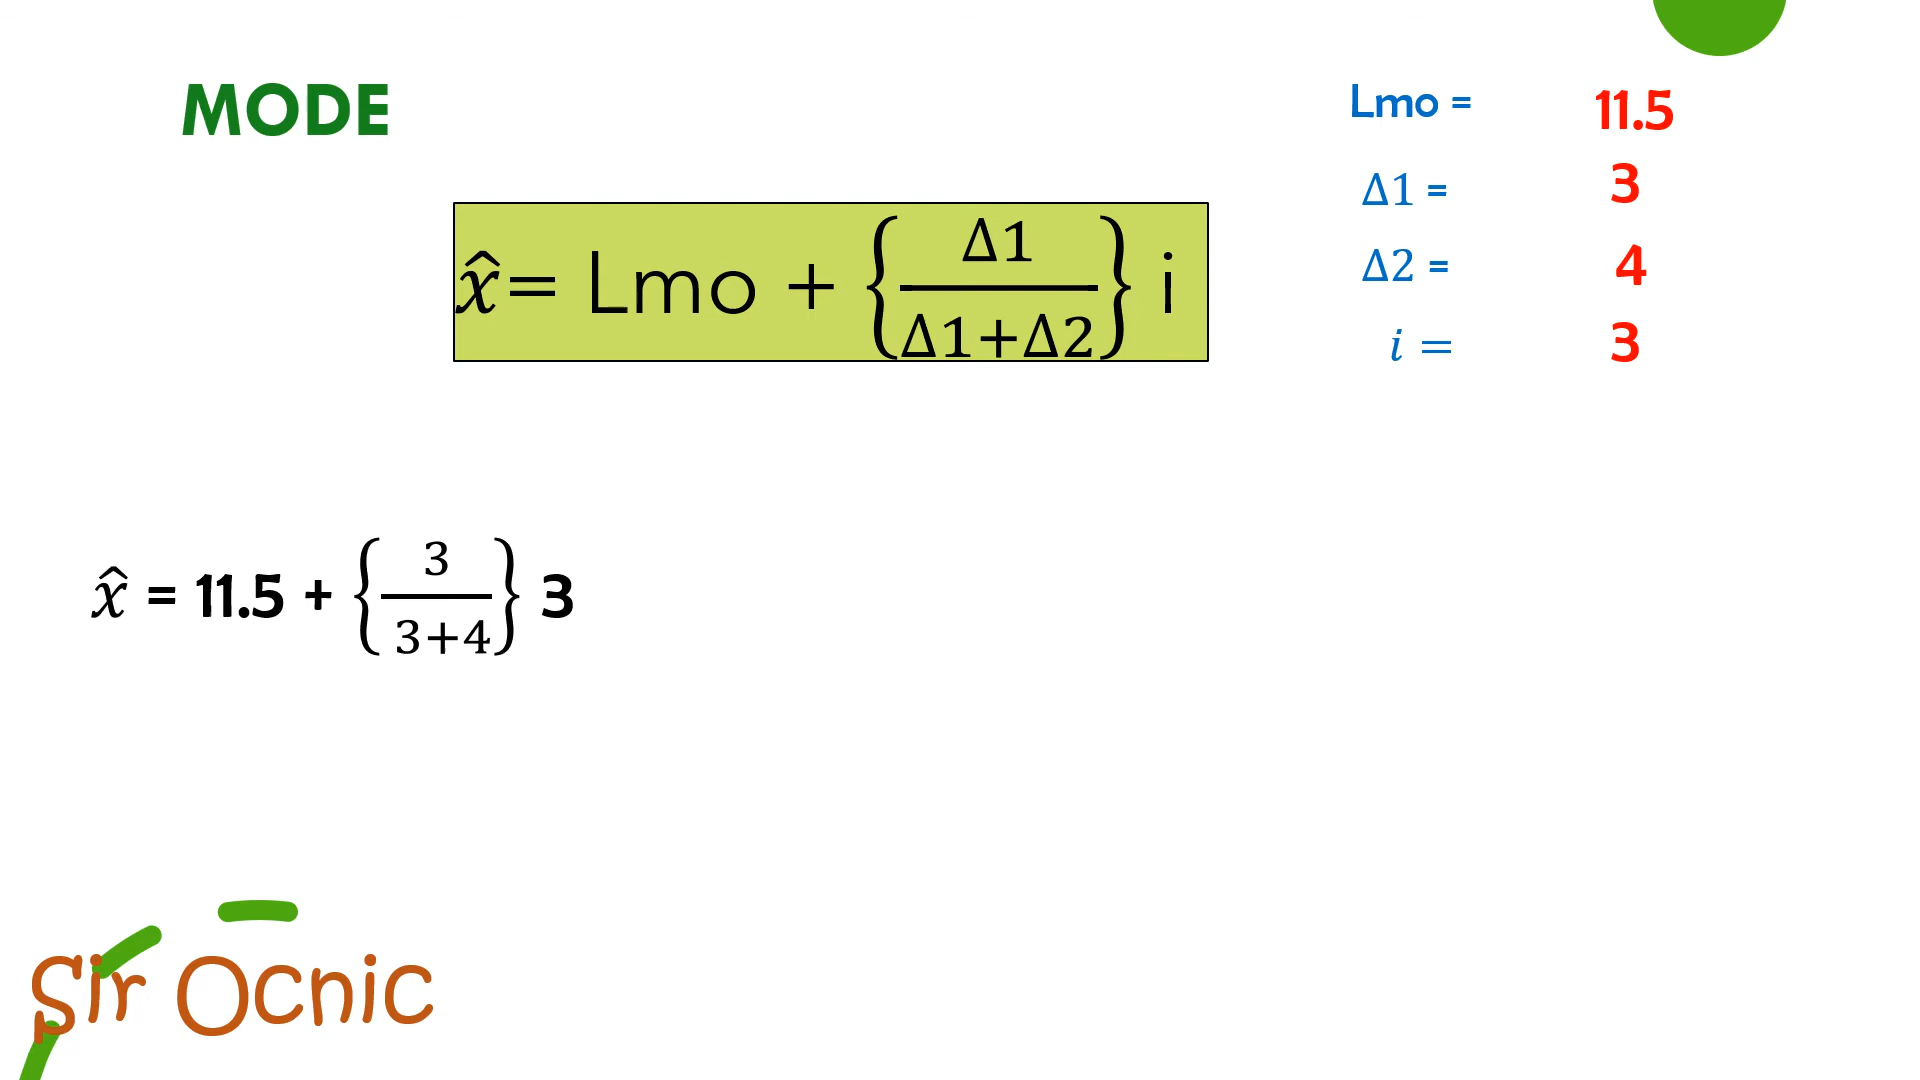 MODE
Lmo = 11.5
Δ1 = 3
Δ2 = 4
i = 3
x̂= Lmo + {Δ1/(Δ1+Δ2)} i
x̂ = 11.5 + {3/(3+4)} 3
Sir Ocnic